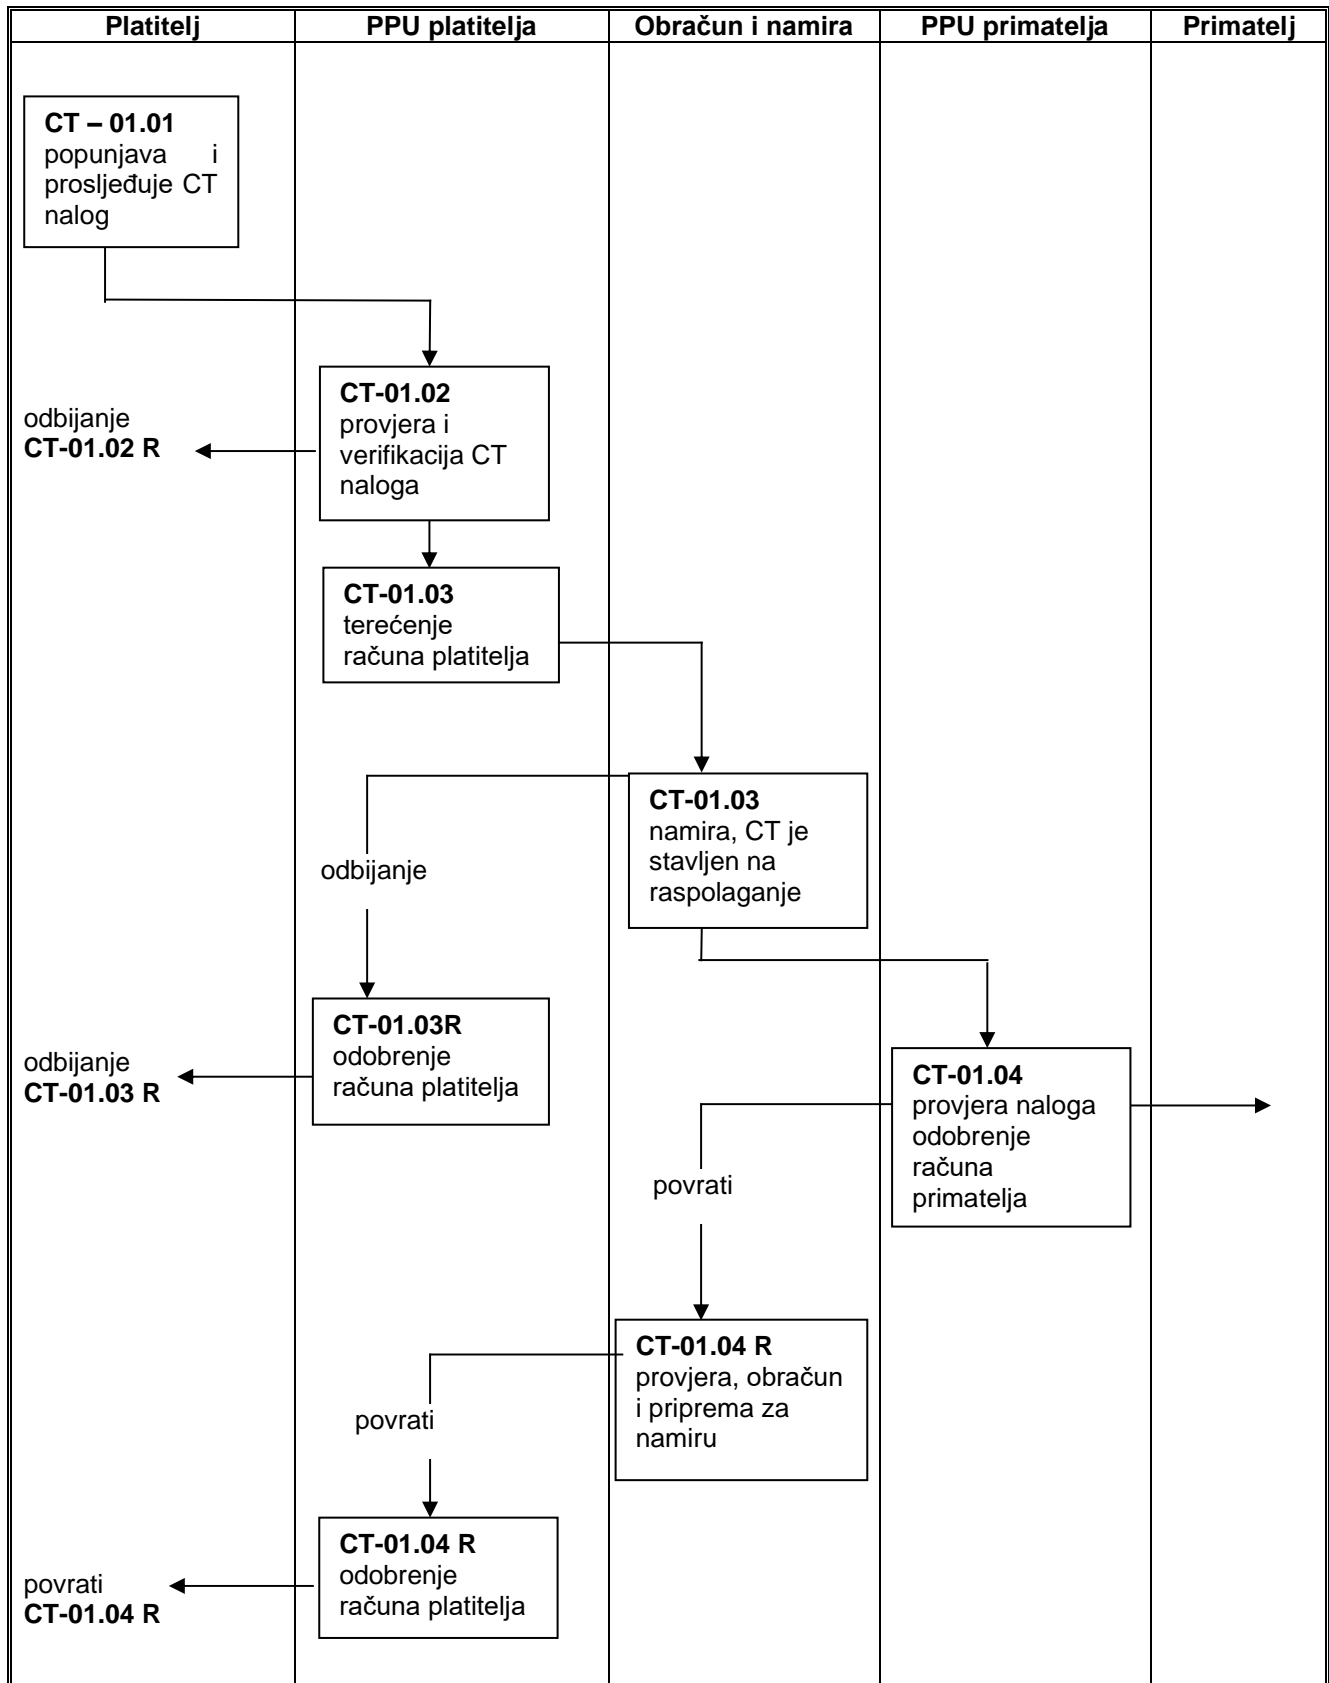 Platitelj
PPU platitelja
Obračun i namira
PPU primatelja
Primatelj
CT – 01.01
popunjava i
prosljeđuje CT
nalog
CT-01.02
provjera i
verifikacija CT
naloga
odbijanje
CT-01.02 R
CT-01.03
terećenje
računa platitelja
CT-01.03
namira, CT je
stavljen na
raspolaganje
odbijanje
CT-01.03R
odobrenje
računa platitelja
odbijanje
CT-01.03 R
CT-01.04
provjera naloga
odobrenje
računa
primatelja
povrati
CT-01.04 R
provjera, obračun
i priprema za
namiru
povrati
CT-01.04 R
odobrenje
računa platitelja
povrati
CT-01.04 R